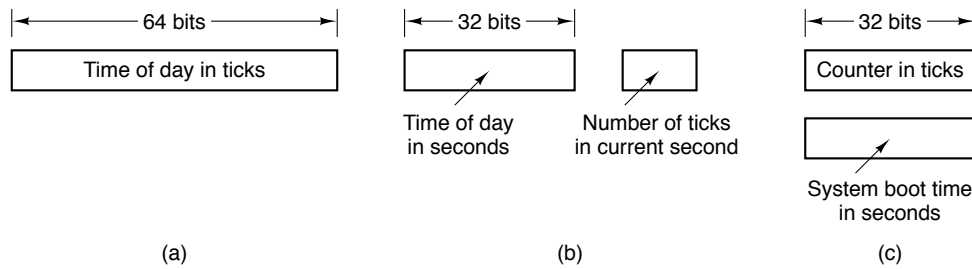 64 bits
Time of day in ticks
(a)
32 bits
Time of day
in seconds
Number of ticks
in current second
(b)
32 bits
Counter in ticks
System boot time
in seconds
(c)